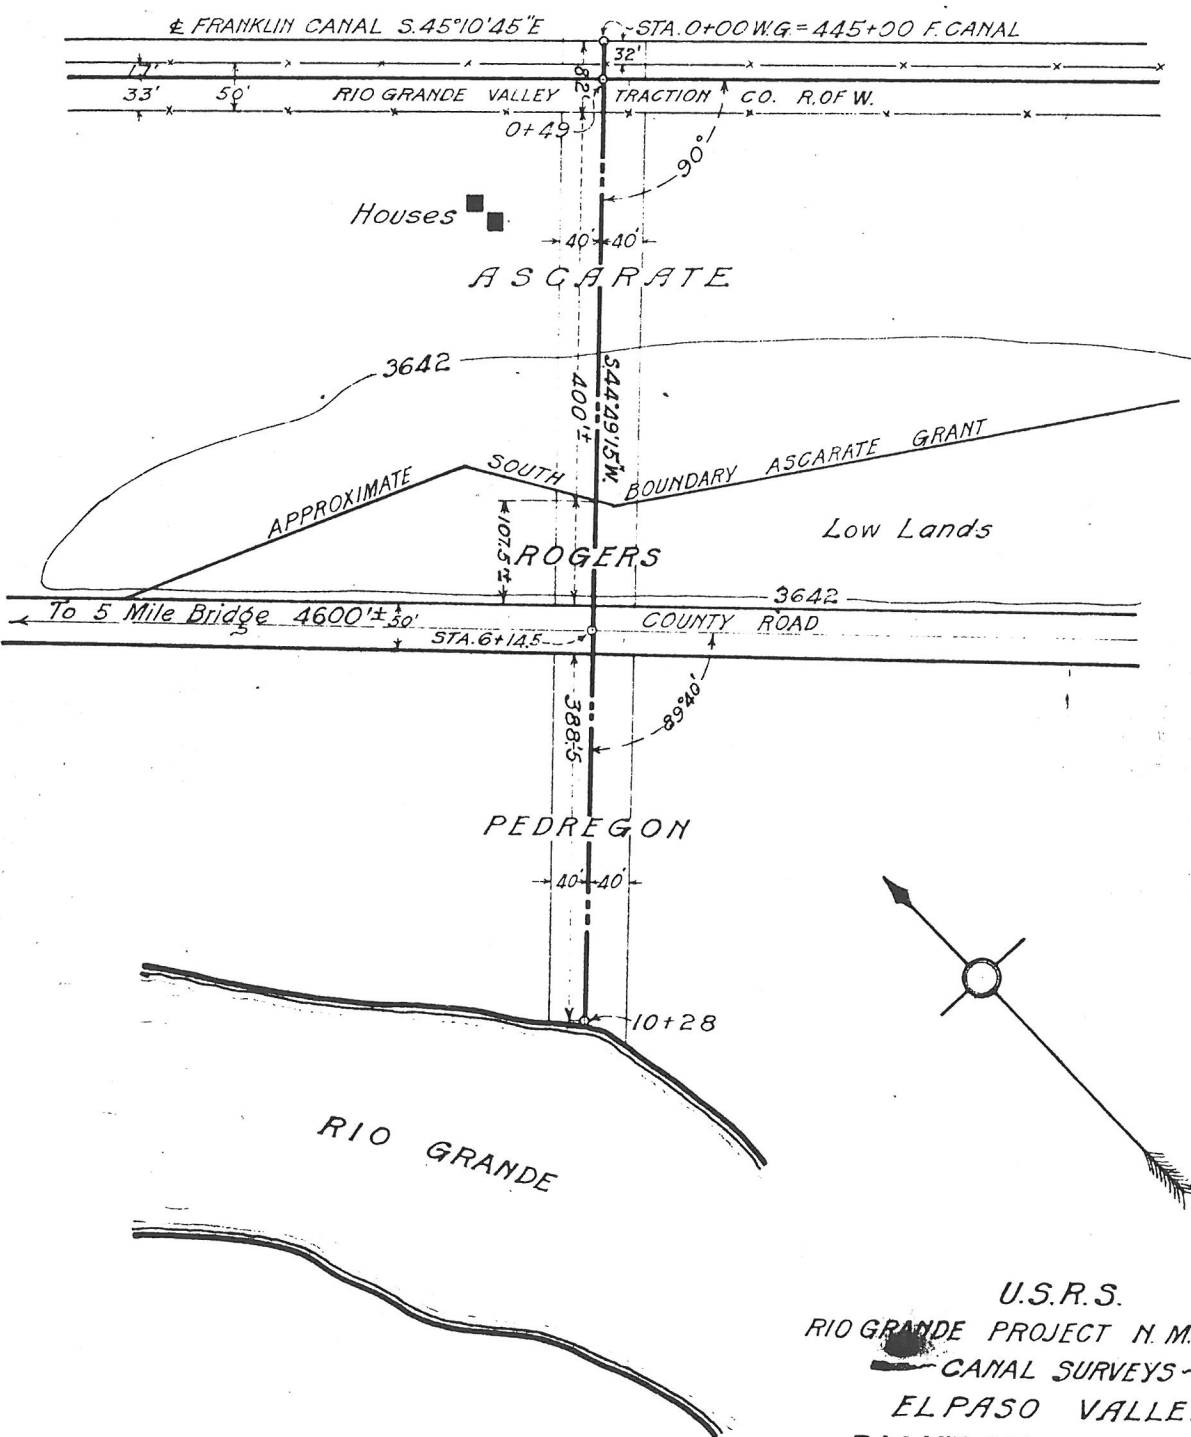 ℄ FRANKLIN CANAL S.45°10'45"E
STA.0+00 W.G.=445+00 F.CANAL
32'
17'
33'
50'
82'
RIO GRANDE VALLEY TRACTION CO. R.OF W.
0+49
90°
Houses
40' 40'
ASCARATE
3642
400'±
S.44°49'15"W.
APPROXIMATE SOUTH BOUNDARY ASCARATE GRANT
107.5'±
ROGERS
Low Lands
3642
To 5 Mile Bridge 4600'±
50'
COUNTY ROAD
STA.6+14.5
89°40'
388.5
PEDREGON
40' 40'
10+28
RIO GRANDE
U.S.R.S.
RIO GRANDE PROJECT N.M.
CANAL SURVEYS
EL PASO VALLE